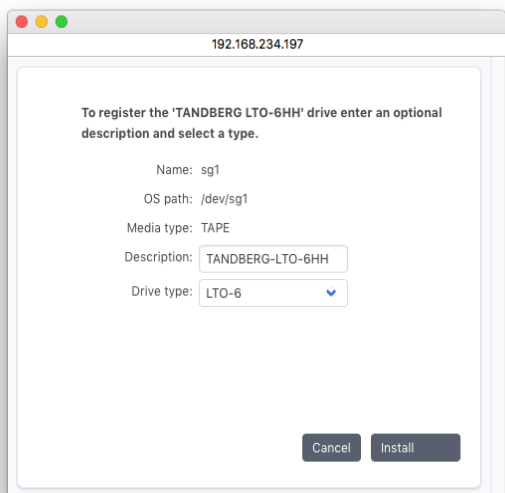 192.168.234.197
To register the 'TANDBERG LTO-6HH' drive enter an optional
description and select a type.
Name: sg1
OS path: /dev/sg1
Media type: TAPE
Description: TANDBERG-LTO-6HH
Drive type: LTO-6
Cancel Install